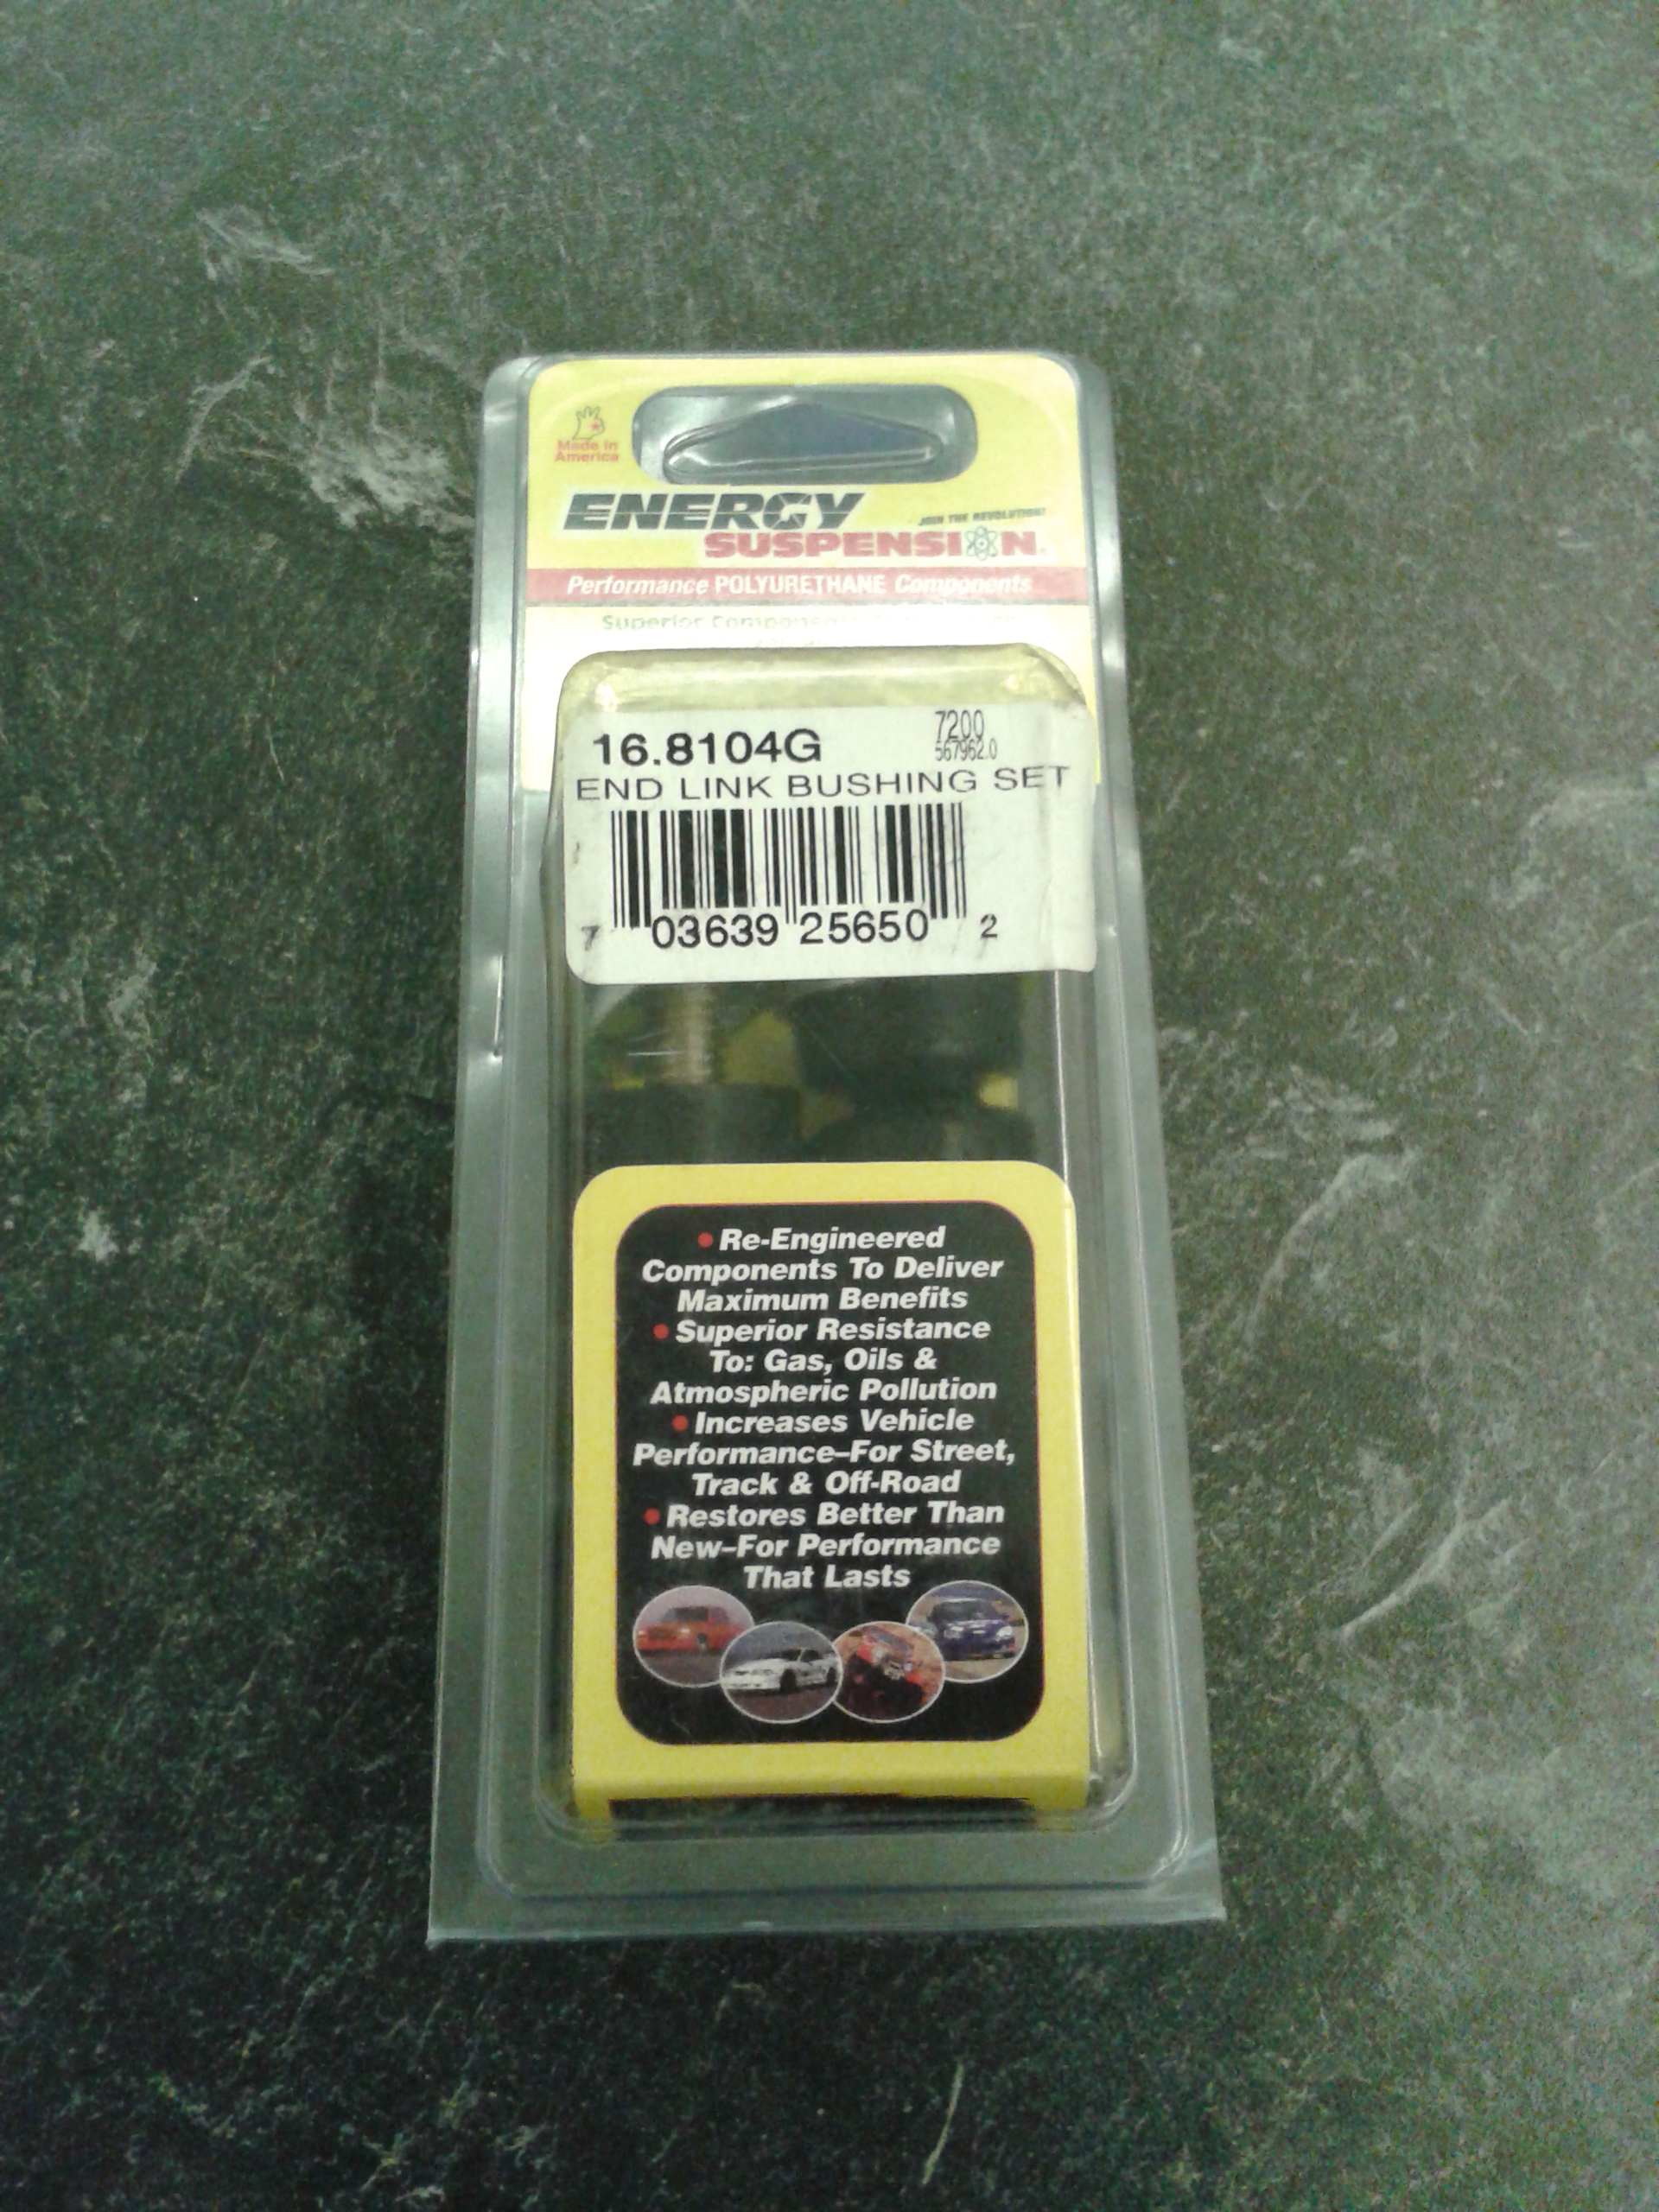 Made in
America
ENERGY
JOIN THE REVOLUTION!
SUSPENSION®
Performance POLYURETHANE Components
Superior Components
16.8104G
7200
567962.0
END LINK BUSHING SET
7 03639 25650 2
• Re-Engineered
Components To Deliver
Maximum Benefits
• Superior Resistance
To: Gas, Oils &
Atmospheric Pollution
• Increases Vehicle
Performance–For Street,
Track & Off-Road
• Restores Better Than
New–For Performance
That Lasts